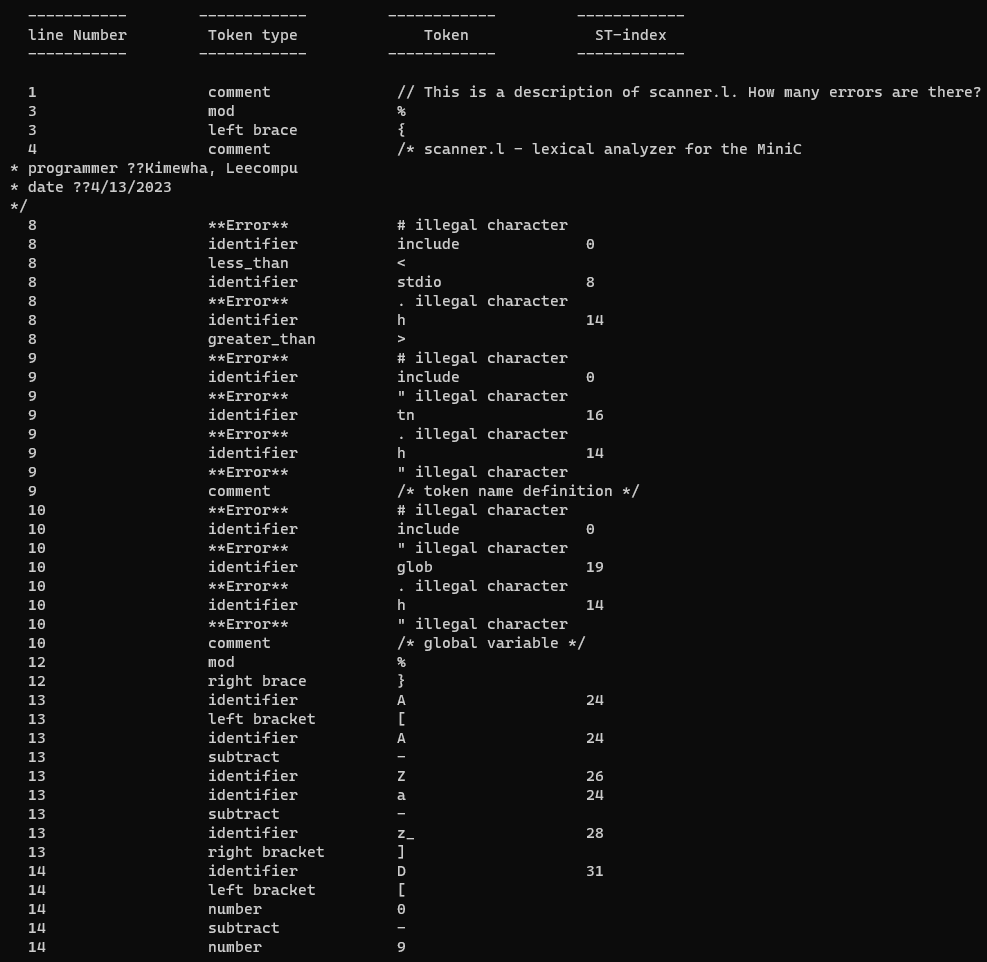 ----------- ------------ ------------ ------------
line Number Token type Token ST-index
----------- ------------ ------------ ------------
1 comment // This is a description of scanner.l. How many errors are there?
3 mod %
3 left brace {
4 comment /* scanner.l - lexical analyzer for the MiniC
* programmer ??Kimewha, Leecompu
* date ??4/13/2023
*/
8 **Error** # illegal character
8 identifier include 0
8 less_than <
8 identifier stdio 8
8 **Error** . illegal character
8 identifier h 14
8 greater_than >
9 **Error** # illegal character
9 identifier include 0
9 **Error** " illegal character
9 identifier tn 16
9 **Error** . illegal character
9 identifier h 14
9 **Error** " illegal character
9 comment /* token name definition */
10 **Error** # illegal character
10 identifier include 0
10 **Error** " illegal character
10 identifier glob 19
10 **Error** . illegal character
10 identifier h 14
10 **Error** " illegal character
10 comment /* global variable */
12 mod %
12 right brace }
13 identifier A 24
13 left bracket [
13 identifier A 24
13 subtract -
13 identifier Z 26
13 identifier a 24
13 subtract -
13 identifier z_ 28
13 right bracket ]
14 identifier D 31
14 left bracket [
14 number 0
14 subtract -
14 number 9